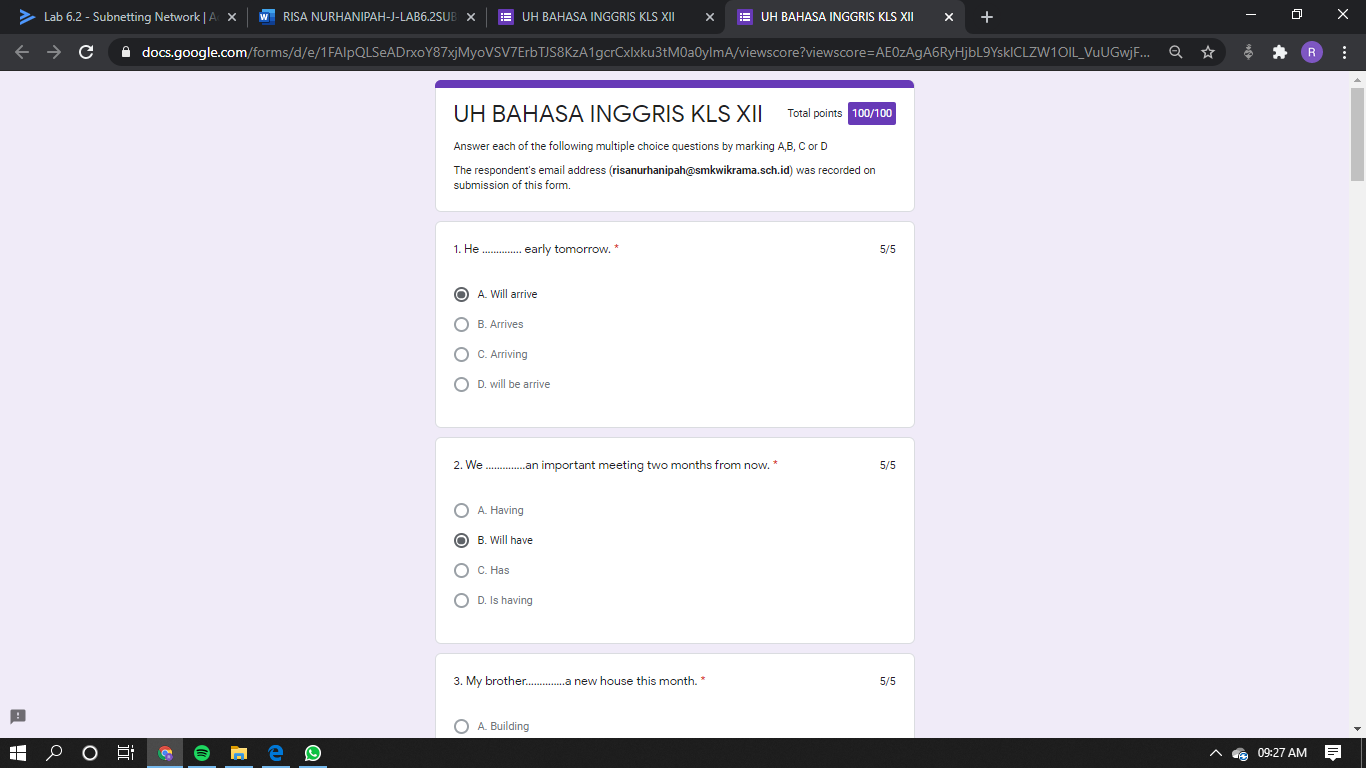 Lab 6.2 - Subnetting Network | A
RISA NURHANIPAH-J-LAB6.2SUB
UH BAHASA INGGRIS KLS XII
UH BAHASA INGGRIS KLS XII
docs.google.com/forms/d/e/1FAIpQLSeADrxoY87xjMyoVSV7ErbTJS8KzA1gcrCxlxku3tM0a0yImA/viewscore?viewscore=AE0zAgA6RyHjbL9YskICLZW1OIL_VuUGwjF...
R
UH BAHASA INGGRIS KLS XII
Total points 100/100
Answer each of the following multiple choice questions by marking A,B, C or D
The respondent's email address (risanurhanipah@smkwikrama.sch.id) was recorded on
submission of this form.
1. He .............. early tomorrow. *
5/5
A. Will arrive
B. Arrives
C. Arriving
D. will be arrive
2. We ..............an important meeting two months from now. *
5/5
A. Having
B. Will have
C. Has
D. Is having
3. My brother..............a new house this month. *
5/5
A. Building
09:27 AM